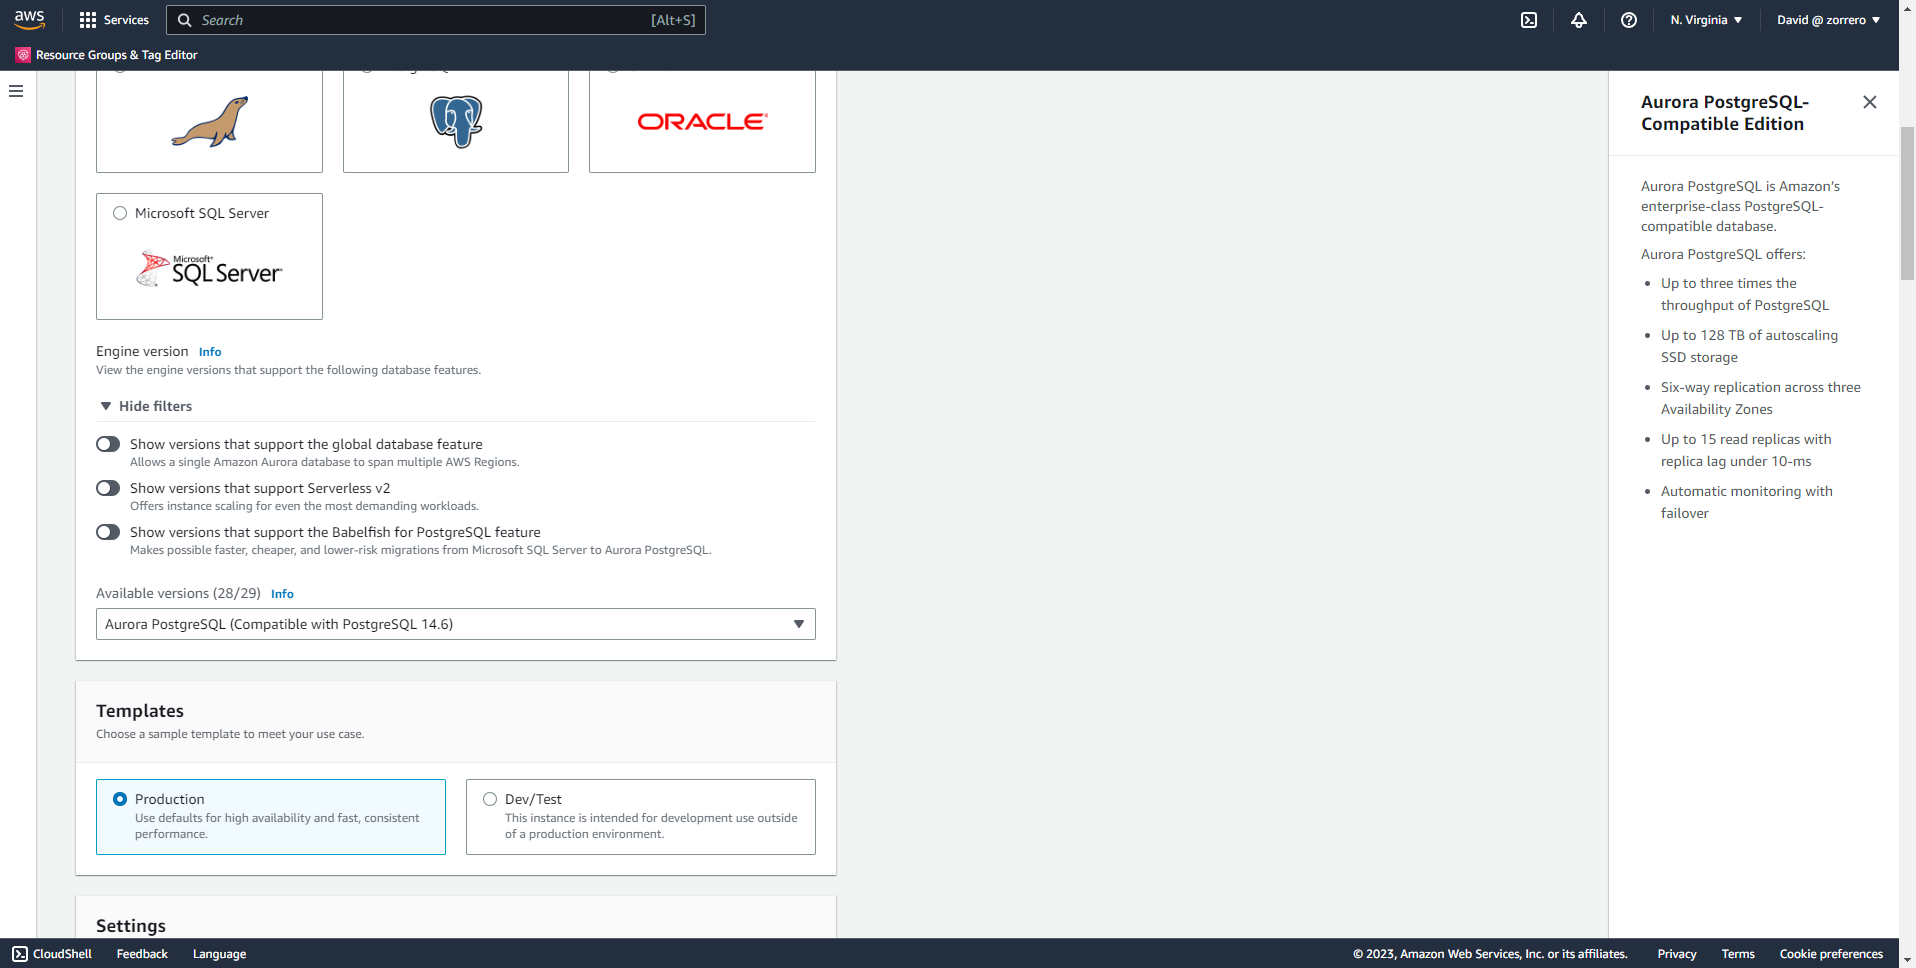 aws
Services
Search
[Alt+S]
N. Virginia
David @ zorrero
Resource Groups & Tag Editor
ORACLE
Microsoft SQL Server
Microsoft®
SQL Server
Engine version Info
View the engine versions that support the following database features.
Hide filters
Show versions that support the global database feature
Allows a single Amazon Aurora database to span multiple AWS Regions.
Show versions that support Serverless v2
Offers instance scaling for even the most demanding workloads.
Show versions that support the Babelfish for PostgreSQL feature
Makes possible faster, cheaper, and lower-risk migrations from Microsoft SQL Server to Aurora PostgreSQL.
Available versions (28/29) Info
Aurora PostgreSQL (Compatible with PostgreSQL 14.6)
Templates
Choose a sample template to meet your use case.
Production
Use defaults for high availability and fast, consistent
performance.
Dev/Test
This instance is intended for development use outside
of a production environment.
Settings
Aurora PostgreSQL-
Compatible Edition
Aurora PostgreSQL is Amazon's
enterprise-class PostgreSQL-
compatible database.
Aurora PostgreSQL offers:
Up to three times the
throughput of PostgreSQL
Up to 128 TB of autoscaling
SSD storage
Six-way replication across three
Availability Zones
Up to 15 read replicas with
replica lag under 10-ms
Automatic monitoring with
failover
CloudShell
Feedback
Language
© 2023, Amazon Web Services, Inc. or its affiliates.
Privacy
Terms
Cookie preferences